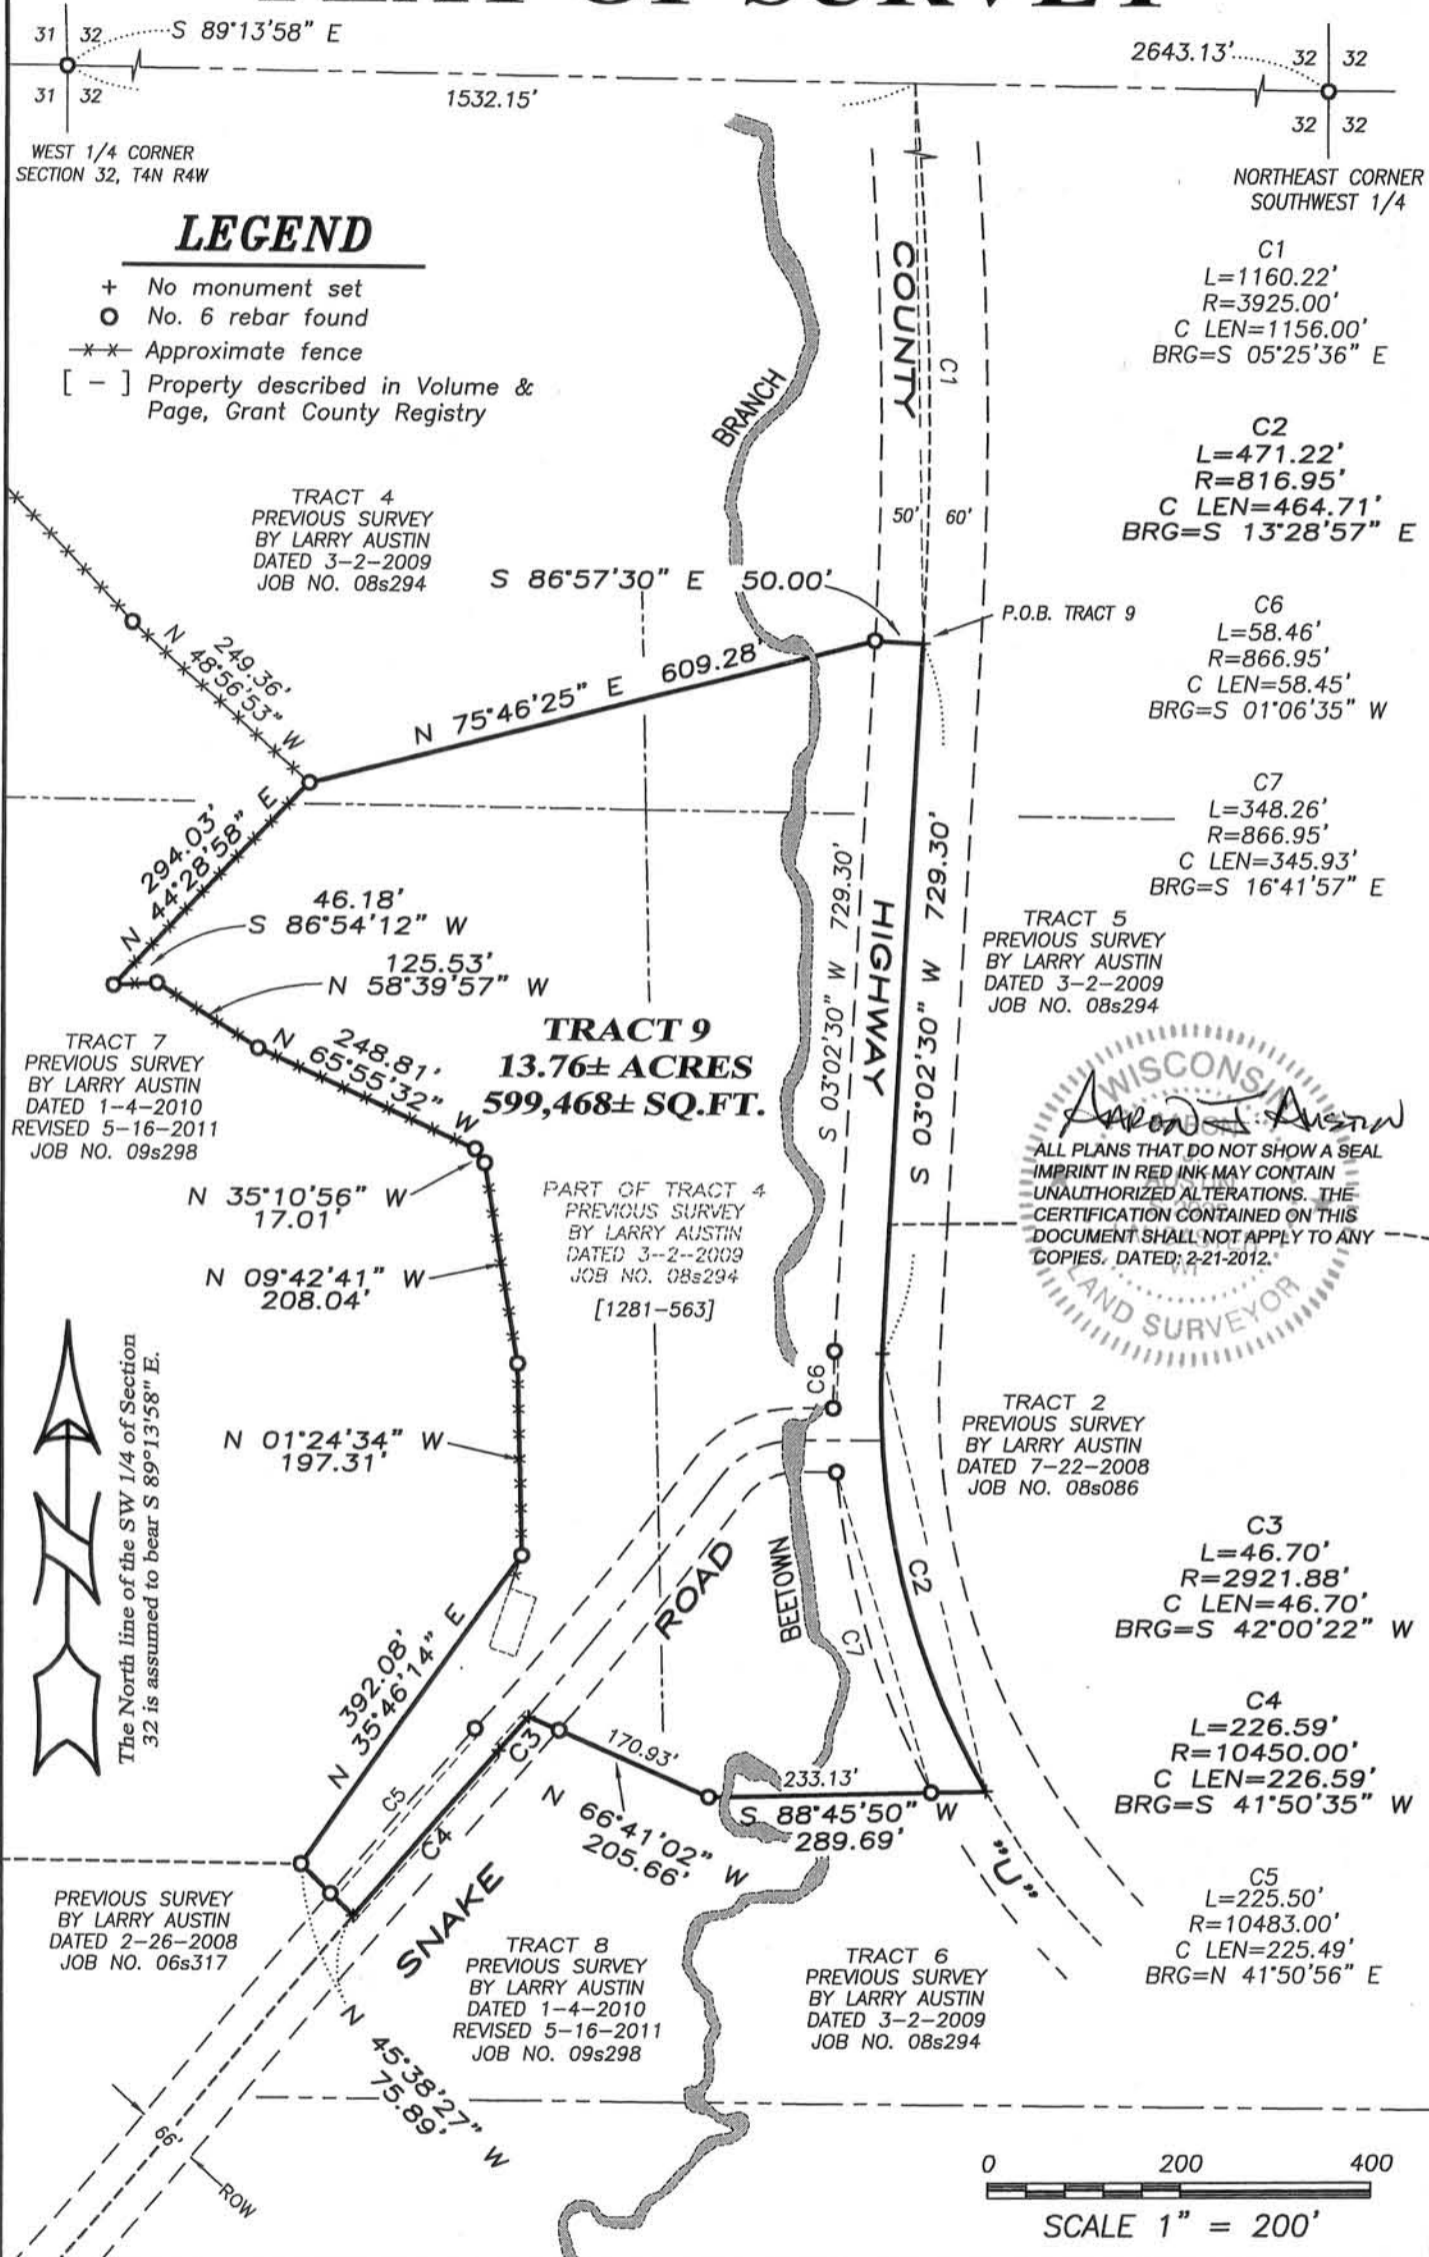 PLAT OF SURVEY
31 32
S 89°13'58" E
2643.13'
32 32
31 32
1532.15'
32 32
WEST 1/4 CORNER
SECTION 32, T4N R4W
NORTHEAST CORNER
SOUTHWEST 1/4
LEGEND
+ No monument set
O No. 6 rebar found
-x-x- Approximate fence
[ - ] Property described in Volume &
Page, Grant County Registry
C1
L=1160.22'
R=3925.00'
C LEN=1156.00'
BRG=S 05°25'36" E
C2
L=471.22'
R=816.95'
C LEN=464.71'
BRG=S 13°28'57" E
C6
L=58.46'
R=866.95'
C LEN=58.45'
BRG=S 01°06'35" W
C7
L=348.26'
R=866.95'
C LEN=345.93'
BRG=S 16°41'57" E
COUNTY
C1
BRANCH
50' 60'
TRACT 4
PREVIOUS SURVEY
BY LARRY AUSTIN
DATED 3-2-2009
JOB NO. 08s294
S 86°57'30" E 50.00'
P.O.B. TRACT 9
249.36'
N 48°56'53" W
N 75°46'25" E 609.28'
294.03'
N 44°28'58" E
46.18'
S 86°54'12" W
125.53'
N 58°39'57" W
248.81'
N 65°55'32" W
S 03°02'30" W 729.30'
HIGHWAY
S 03°02'30" W 729.30'
TRACT 5
PREVIOUS SURVEY
BY LARRY AUSTIN
DATED 3-2-2009
JOB NO. 08s294
TRACT 7
PREVIOUS SURVEY
BY LARRY AUSTIN
DATED 1-4-2010
REVISED 5-16-2011
JOB NO. 09s298
TRACT 9
13.76± ACRES
599,468± SQ.FT.
WISCONSIN
AARON J. AUSTIN
Aaron J. Austin
ALL PLANS THAT DO NOT SHOW A SEAL
IMPRINT IN RED INK MAY CONTAIN
UNAUTHORIZED ALTERATIONS. THE
CERTIFICATION CONTAINED ON THIS
DOCUMENT SHALL NOT APPLY TO ANY
COPIES. DATED: 2-21-2012.
WI
LAND SURVEYOR
N 35°10'56" W
17.01'
PART OF TRACT 4
PREVIOUS SURVEY
BY LARRY AUSTIN
DATED 3-2-2009
JOB NO. 08s294
[1281-563]
N 09°42'41" W
208.04'
The North line of the SW 1/4 of Section
32 is assumed to bear S 89°13'58" E.
N 01°24'34" W
197.31'
C6
TRACT 2
PREVIOUS SURVEY
BY LARRY AUSTIN
DATED 7-22-2008
JOB NO. 08s086
C3
L=46.70'
R=2921.88'
C LEN=46.70'
BRG=S 42°00'22" W
C4
L=226.59'
R=10450.00'
C LEN=226.59'
BRG=S 41°50'35" W
C5
L=225.50'
R=10483.00'
C LEN=225.49'
BRG=N 41°50'56" E
ROAD
BEETOWN
C2
C7
392.08'
N 35°46'14" E
C5
C3
C4
170.93'
N 66°41'02" W
205.66'
233.13'
S 88°45'50" W
289.69'
"U"
SNAKE
PREVIOUS SURVEY
BY LARRY AUSTIN
DATED 2-26-2008
JOB NO. 06s317
N 45°38'27" W
75.89'
TRACT 8
PREVIOUS SURVEY
BY LARRY AUSTIN
DATED 1-4-2010
REVISED 5-16-2011
JOB NO. 09s298
TRACT 6
PREVIOUS SURVEY
BY LARRY AUSTIN
DATED 3-2-2009
JOB NO. 08s294
66'
ROW
0 200 400
SCALE 1" = 200'